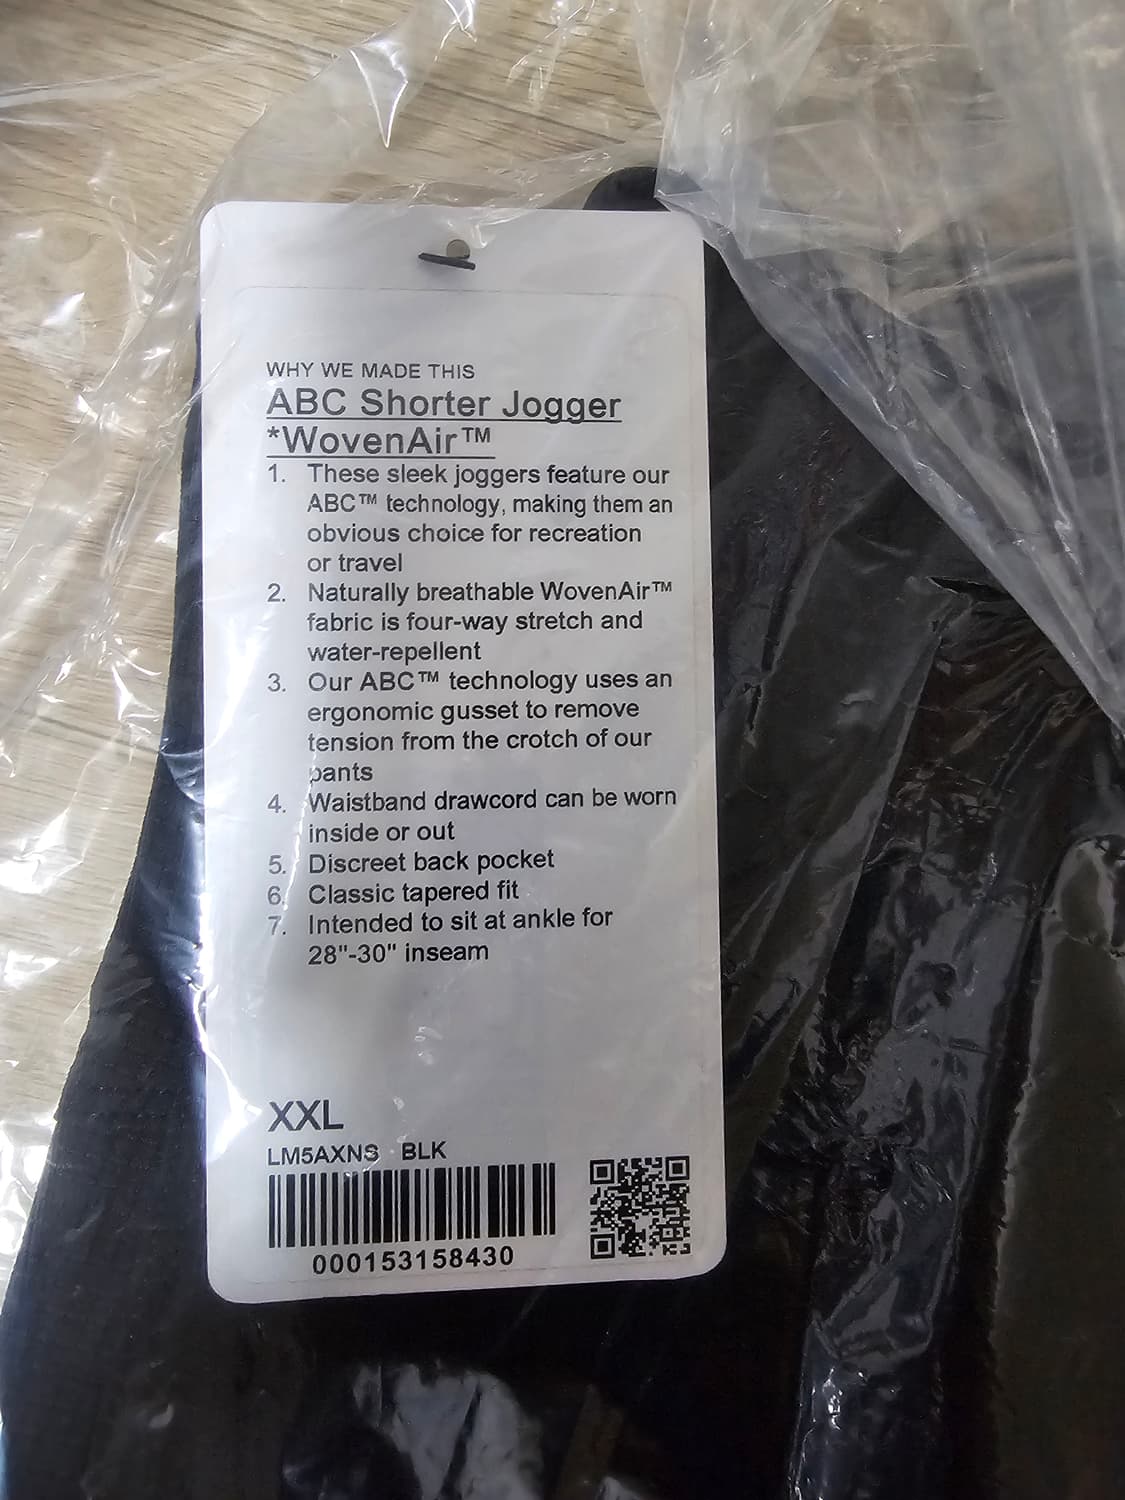 WHY WE MADE THIS
ABC Shorter Jogger
*WovenAir™
1. These sleek joggers feature our
ABC™ technology, making them an
obvious choice for recreation
or travel
2. Naturally breathable WovenAir™
fabric is four-way stretch and
water-repellent
3. Our ABC™ technology uses an
ergonomic gusset to remove
tension from the crotch of our
pants
4. Waistband drawcord can be worn
inside or out
5. Discreet back pocket
6. Classic tapered fit
7. Intended to sit at ankle for
28"-30" inseam
XXL
LM5AXNS BLK
000153158430